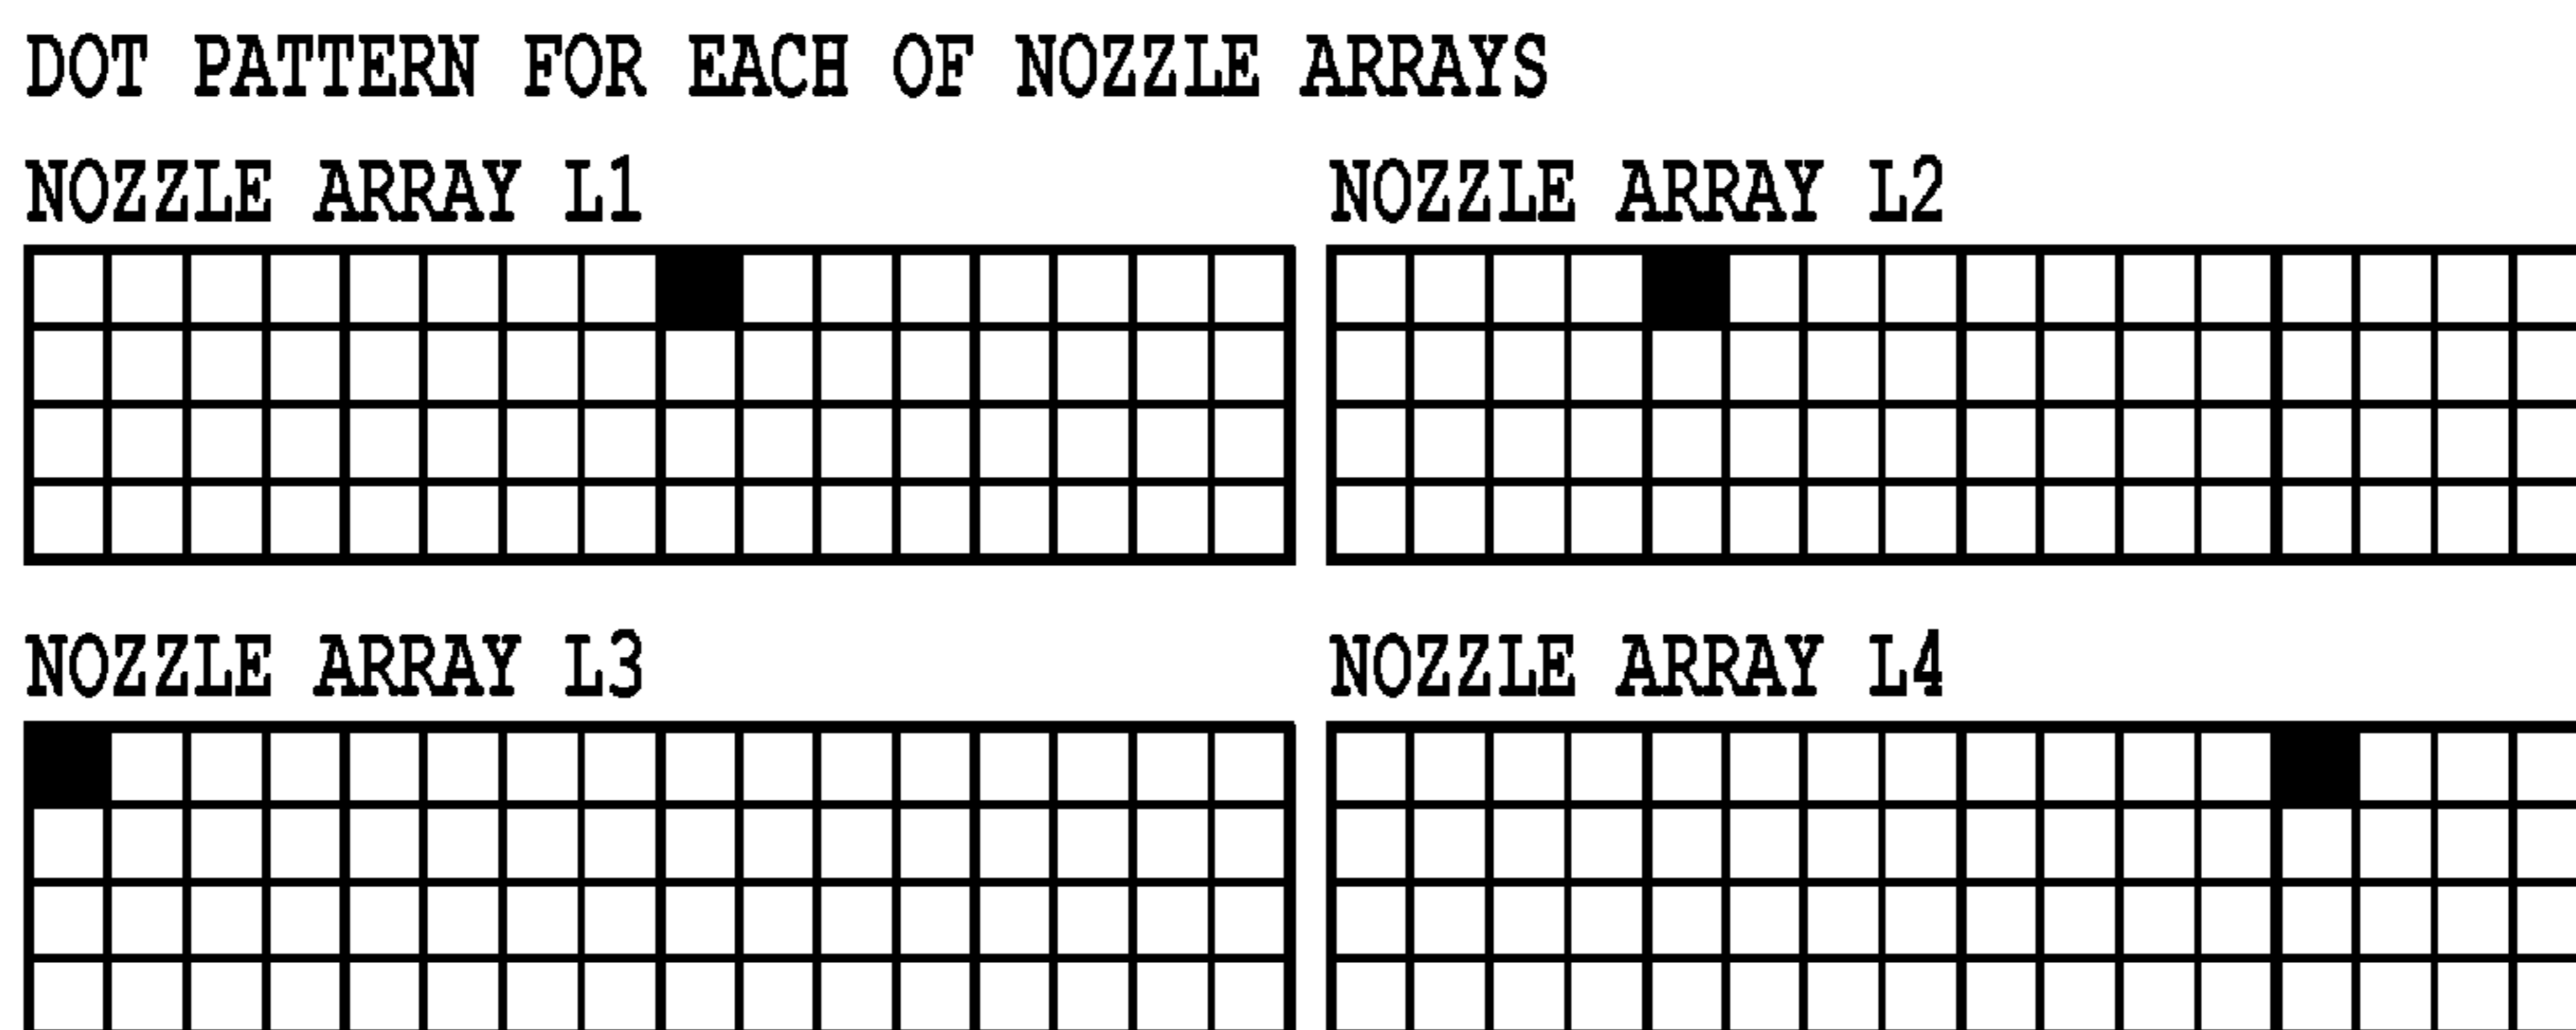 DOT PATTERN FOR EACH OF NOZZLE ARRAYS
NOZZLE ARRAY L1
NOZZLE ARRAY L2
NOZZLE ARRAY L3
NOZZLE ARRAY L4